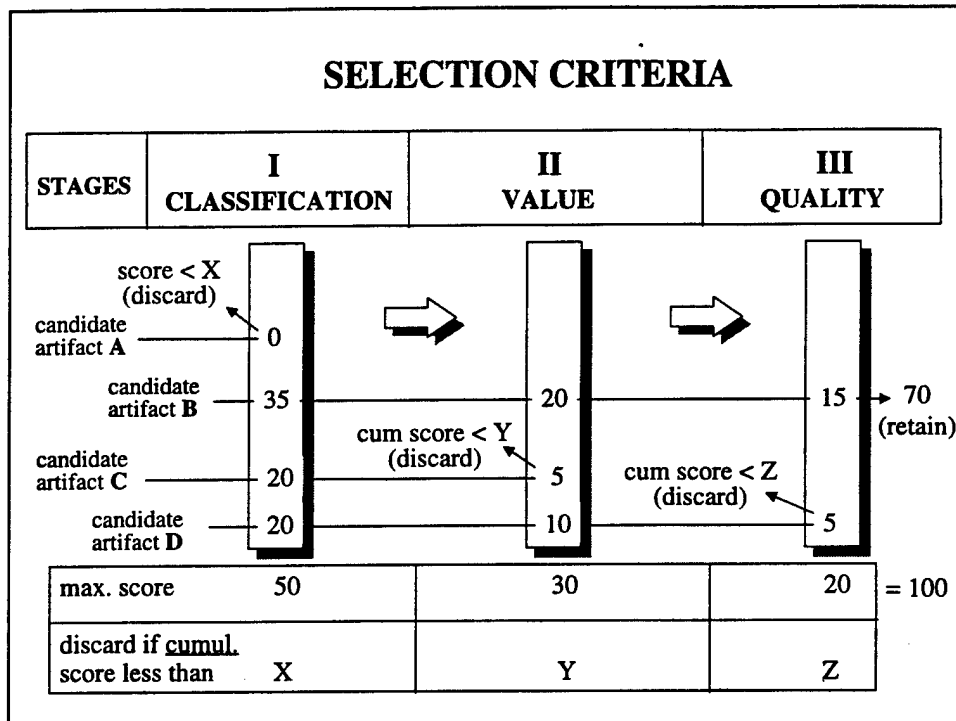 SELECTION CRITERIA
STAGES
I
CLASSIFICATION
II
VALUE
III
QUALITY
score < X
(discard)
candidate
artifact A
0
candidate
artifact B
35
20
15
70
(retain)
cum score < Y
(discard)
candidate
artifact C
20
5
cum score < Z
(discard)
candidate
artifact D
20
10
5
max. score 50 30 20 = 100
discard if cumul.
score less than X Y Z